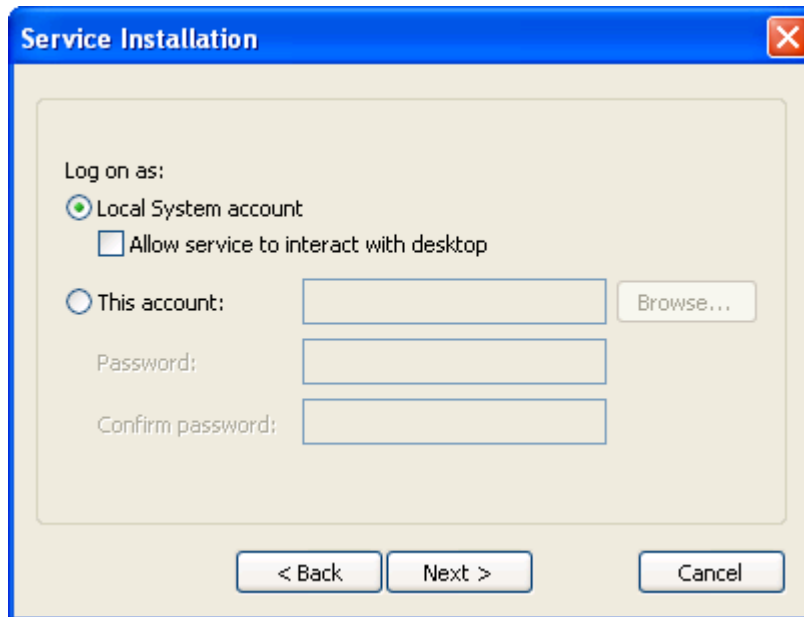 Service Installation
Log on as:
Local System account
Allow service to interact with desktop
This account:
Browse...
Password:
Confirm password:
< Back
Next >
Cancel